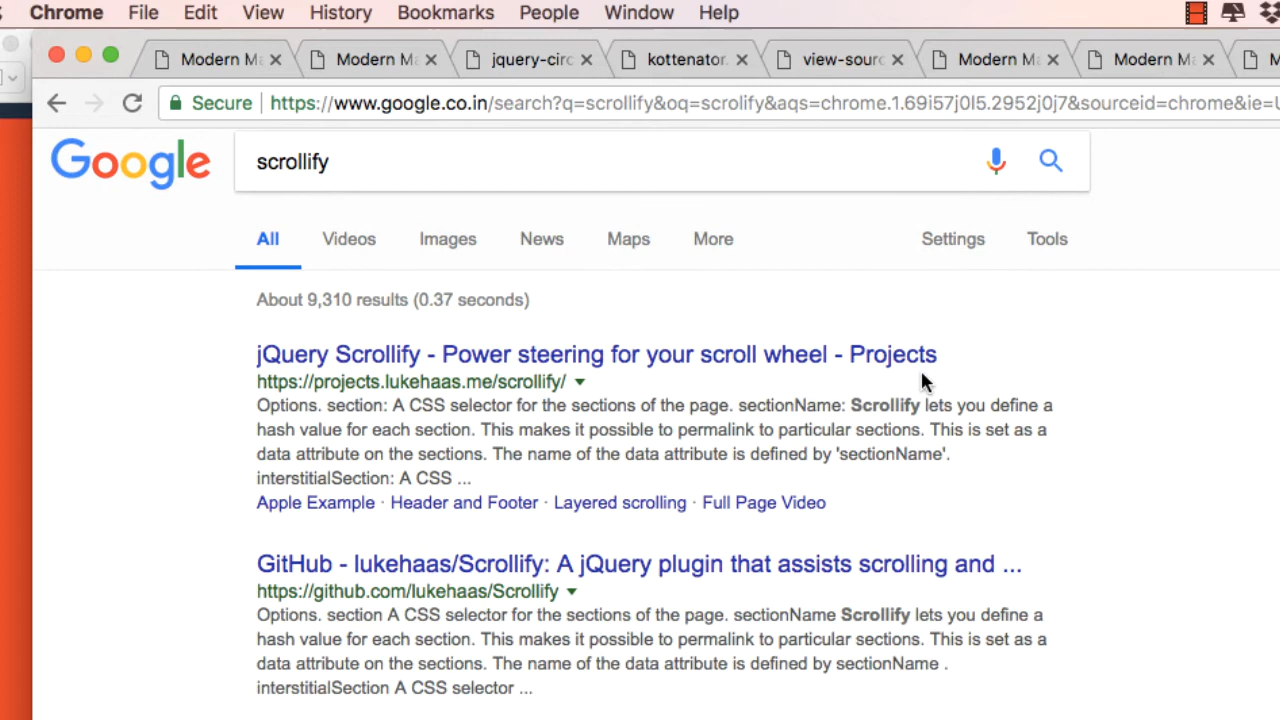 Chrome File Edit View History Bookmarks People Window Help
Modern Ma Modern Ma jquery-circ kottenator. view-sourc Modern Ma Modern Ma M
Secure https://www.google.co.in/search?q=scrollify&oq=scrolify&aqs=chrome.1.69i57j0l5.2952j0j7&sourceid=chrome&ie=U
Google scrollify
All Videos Images News Maps More Settings Tools
About 9,310 results (0.37 seconds)
jQuery Scrollify - Power steering for your scroll wheel - Projects
https://projects.lukehaas.me/scrollify/
Options. section: A CSS selector for the sections of the page. sectionName: Scrollify lets you define a
hash value for each section. This makes it possible to permalink to particular sections. This is set as a
data attribute on the sections. The name of the data attribute is defined by 'sectionName'.
interstitialSection: A CSS ...
Apple Example · Header and Footer · Layered scrolling · Full Page Video
GitHub - lukehaas/Scrollify: A jQuery plugin that assists scrolling and ...
https://github.com/lukehaas/Scrollify
Options. section A CSS selector for the sections of the page. sectionName Scrollify lets you define a
hash value for each section. This makes it possible to permalink to particular sections. This is set as a
data attribute on the sections. The name of the data attribute is defined by sectionName .
interstitialSection A CSS selector ...